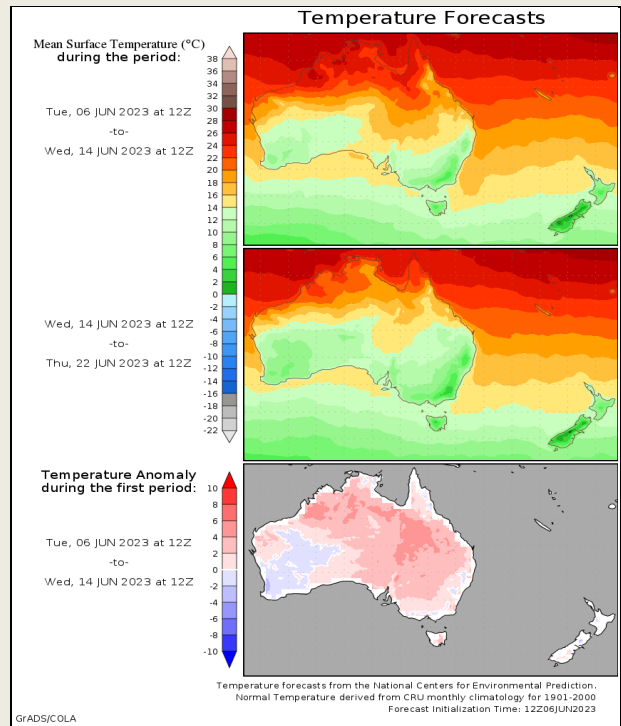 Temperature Forecasts
Mean Surface Temperature (°C)
during the period:
38
36
34
32
30
28
26
24
22
20
18
16
14
12
10
8
6
4
2
0
-2
-4
-6
-8
-10
-12
-14
-16
-18
-20
-22
Tue, 06 JUN 2023 at 12Z
-to-
Wed, 14 JUN 2023 at 12Z
Wed, 14 JUN 2023 at 12Z
-to-
Thu, 22 JUN 2023 at 12Z
Temperature Anomaly
during the first period:
10
8
6
4
2
0
-2
-4
-6
-8
-10
Tue, 06 JUN 2023 at 12Z
-to-
Wed, 14 JUN 2023 at 12Z
Temperature forecasts from the National Centers for Environmental Prediction.
Normal Temperature derived from CRU monthly climatology for 1901-2000
Forecast Initialization Time: 12Z06JUN2023
GrADS/COLA